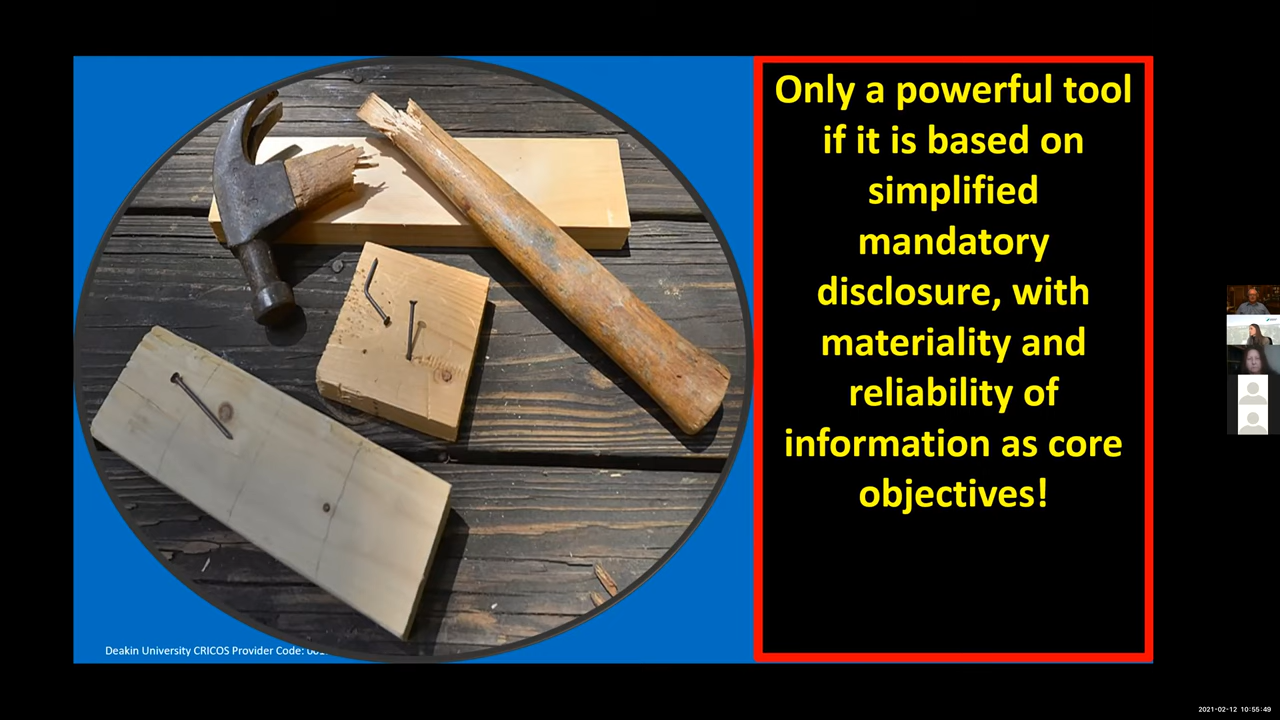 Only a powerful tool
if it is based on
simplified
mandatory
disclosure, with
materiality and
reliability of
information as core
objectives!
Deakin University CRICOS Provider Code:
2021-02-12 10:55:49